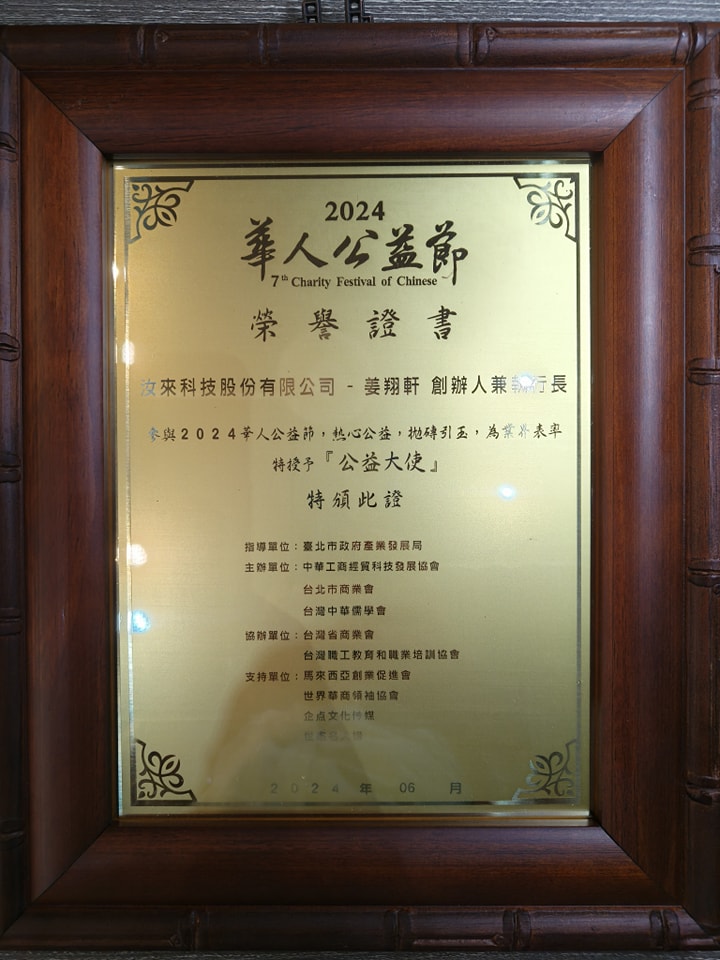 2024
華人公益節
7th Charity Festival of Chinese
榮譽證書
汝來科技股份有限公司 - 姜翔軒 創辦人兼執行長
參與2024華人公益節，熱心公益，拋磚引玉，為業界表率
特授予『公益大使』
特頒此證
指導單位：臺北市政府產業發展局
主辦單位：中華工商經貿科技發展協會
台北市商業會
台灣中華儒學會
協辦單位：台灣省商業會
台灣職工教育和職業培訓協會
支持單位：馬來西亞創業促進會
世界華商領袖協會
企点文化传媒
2024 年 06 月